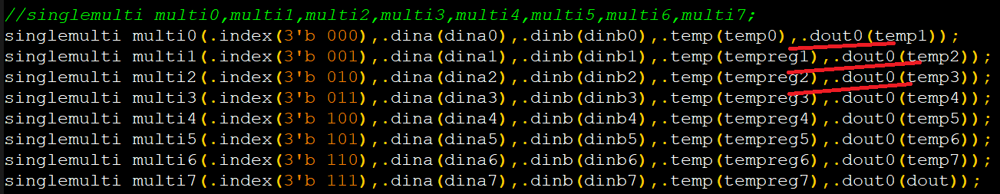 //singlemulti multi0,multi1,multi2,multi3,multi4,multi5,multi6,multi7;
singlemulti multi0(.index(3'b 000),.dina(dina0),.dinb(dinb0),.temp(temp0),.dout0(temp1));
singlemulti multi1(.index(3'b 001),.dina(dina1),.dinb(dinb1),.temp(tempreg1),.dout0(temp2));
singlemulti multi2(.index(3'b 010),.dina(dina2),.dinb(dinb2),.temp(tempreg2),.dout0(temp3));
singlemulti multi3(.index(3'b 011),.dina(dina3),.dinb(dinb3),.temp(tempreg3),.dout0(temp4));
singlemulti multi4(.index(3'b 100),.dina(dina4),.dinb(dinb4),.temp(tempreg4),.dout0(temp5));
singlemulti multi5(.index(3'b 101),.dina(dina5),.dinb(dinb5),.temp(tempreg5),.dout0(temp6));
singlemulti multi6(.index(3'b 110),.dina(dina6),.dinb(dinb6),.temp(tempreg6),.dout0(temp7));
singlemulti multi7(.index(3'b 111),.dina(dina7),.dinb(dinb7),.temp(tempreg7),.dout0(dout));